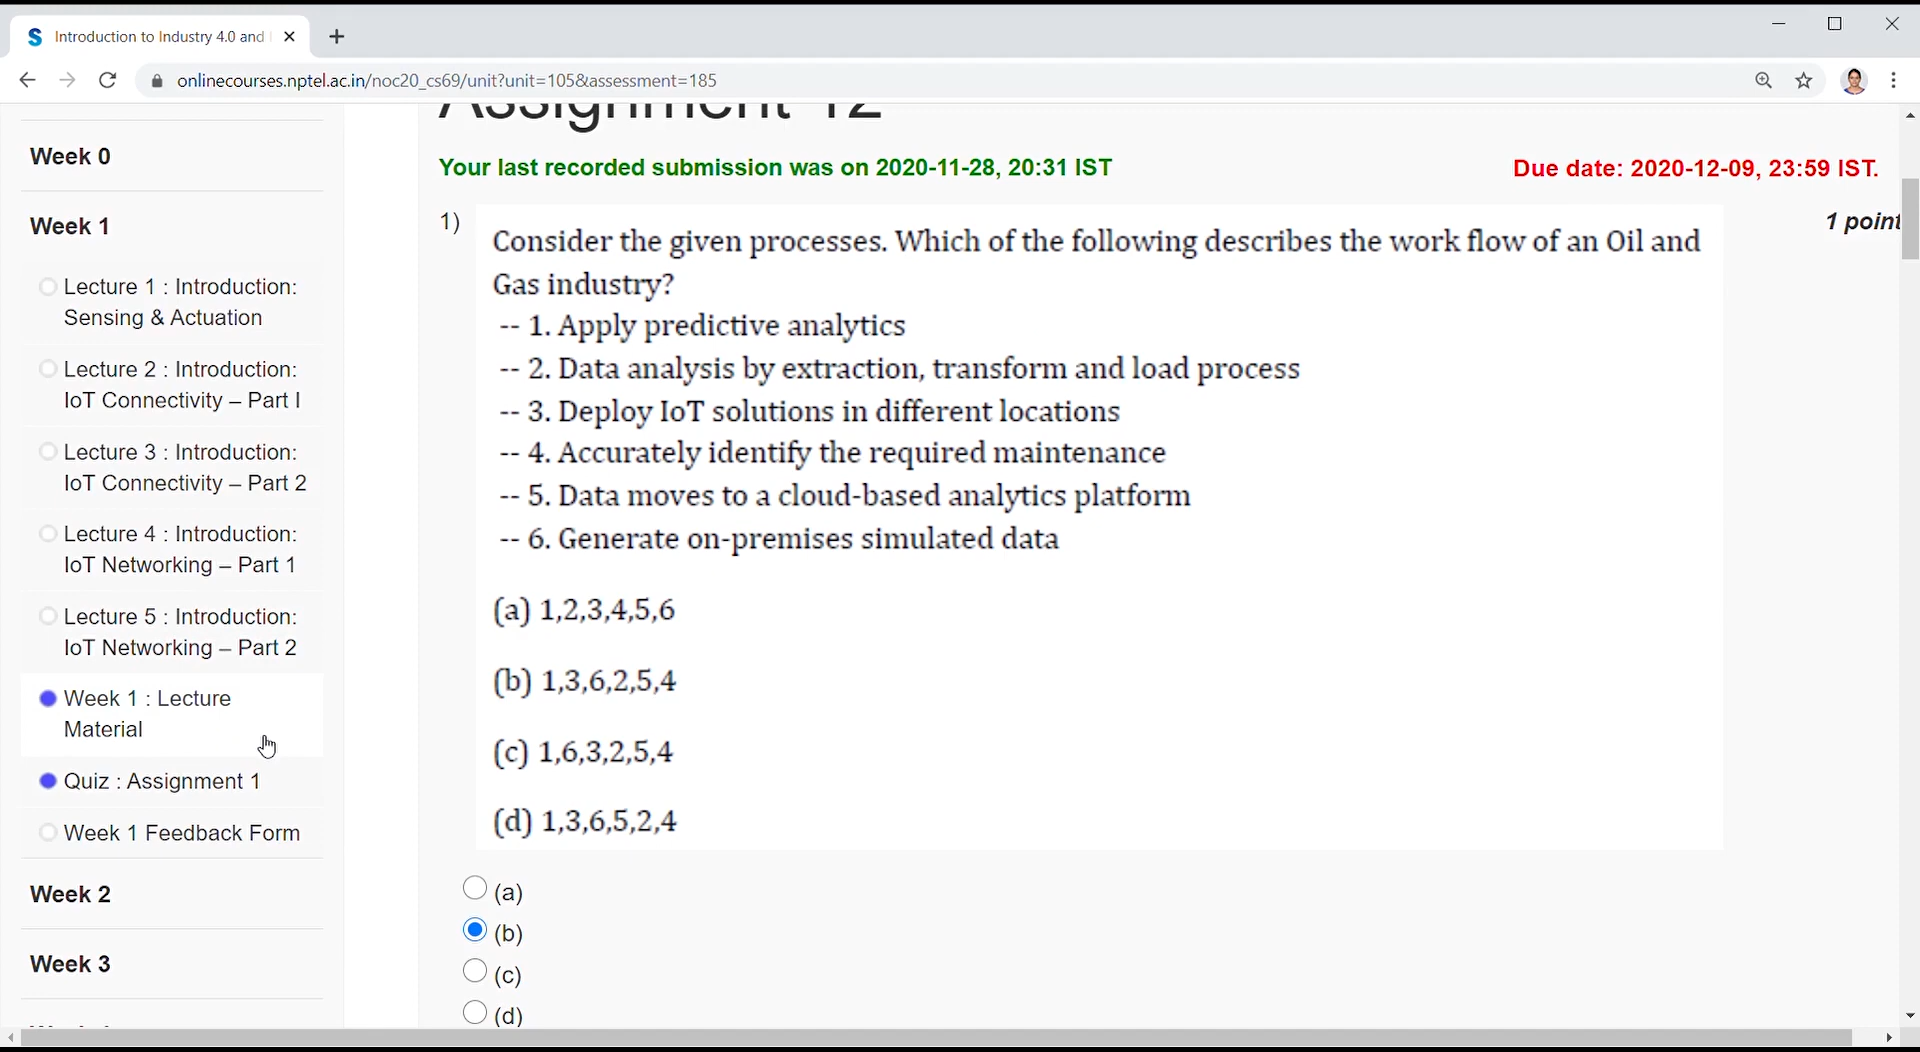 Introduction to Industry 4.0 and
onlinecourses.nptel.ac.in/noc20_cs69/unit?unit=105&assessment=185
Assignment 12
Your last recorded submission was on 2020-11-28, 20:31 IST
Due date: 2020-12-09, 23:59 IST.
Week 0
Week 1
Lecture 1 : Introduction:
Sensing & Actuation
Lecture 2 : Introduction:
IoT Connectivity – Part I
Lecture 3 : Introduction:
IoT Connectivity – Part 2
Lecture 4 : Introduction:
IoT Networking – Part 1
Lecture 5 : Introduction:
IoT Networking – Part 2
Week 1 : Lecture
Material
Quiz : Assignment 1
Week 1 Feedback Form
Week 2
Week 3
1)
1 point
Consider the given processes. Which of the following describes the work flow of an Oil and
Gas industry?
-- 1. Apply predictive analytics
-- 2. Data analysis by extraction, transform and load process
-- 3. Deploy IoT solutions in different locations
-- 4. Accurately identify the required maintenance
-- 5. Data moves to a cloud-based analytics platform
-- 6. Generate on-premises simulated data
(a) 1,2,3,4,5,6
(b) 1,3,6,2,5,4
(c) 1,6,3,2,5,4
(d) 1,3,6,5,2,4
(a)
(b)
(c)
(d)